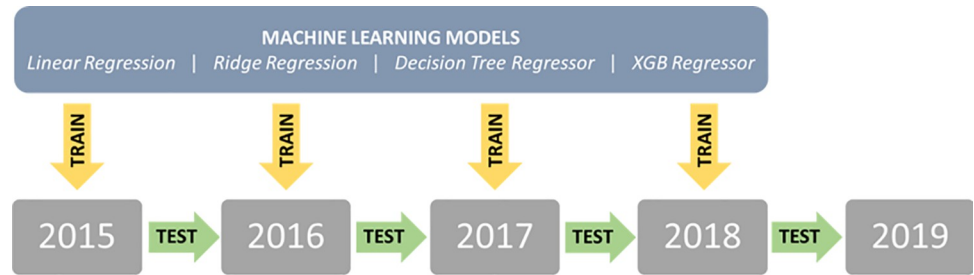 MACHINE LEARNING MODELS
Linear Regression | Ridge Regression | Decision Tree Regressor | XGB Regressor
TRAIN TRAIN TRAIN TRAIN
2015 TEST 2016 TEST 2017 TEST 2018 TEST 2019